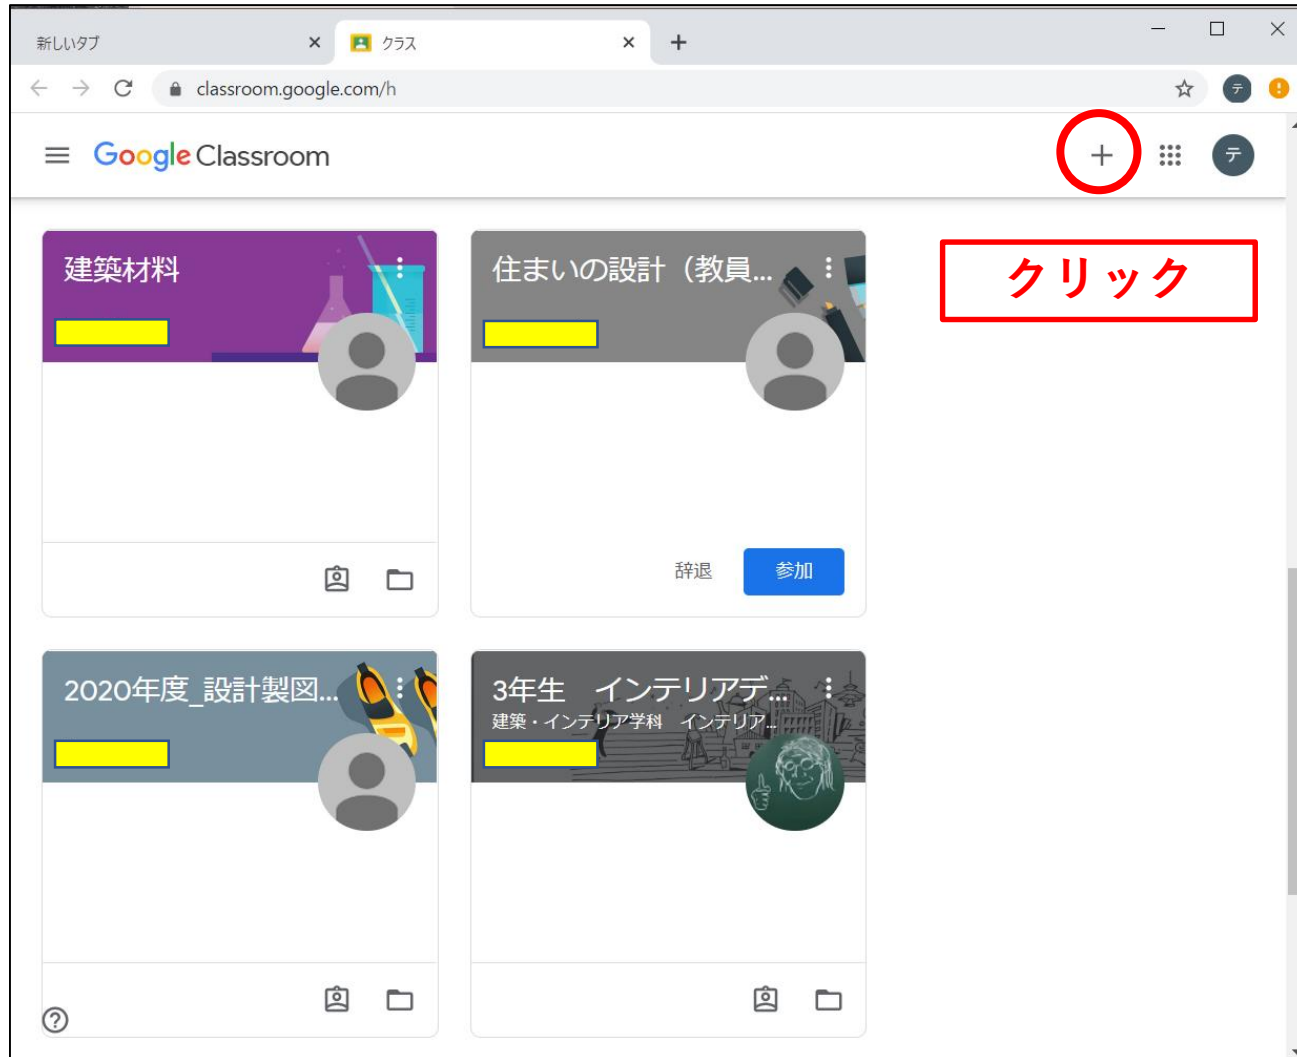 新しいタブ
クラス
classroom.google.com/h
テ
Google Classroom
テ
建築材料
住まいの設計（教員...
クリック
辞退
参加
2020年度_設計製図...
3年生　インテリアデ...
建築・インテリア学科　インテリア...